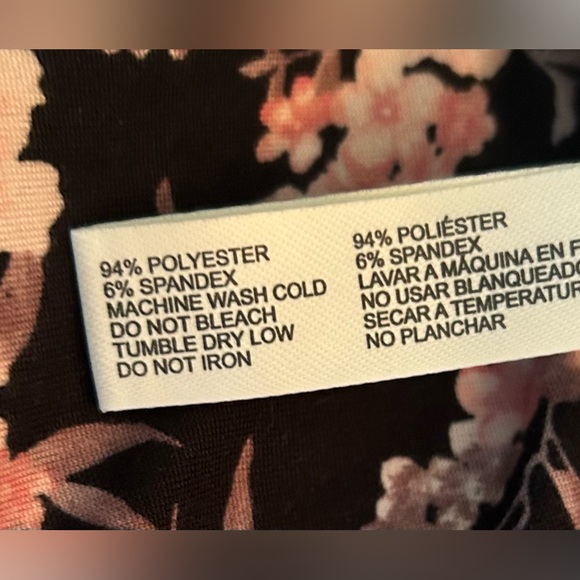 94% POLYESTER
6% SPANDEX
MACHINE WASH COLD
DO NOT BLEACH
TUMBLE DRY LOW
DO NOT IRON
94% POLIÉSTER
6% SPANDEX
LAVAR A MÁQUINA EN
NO USAR
SECAR A
NO PLANCHAR